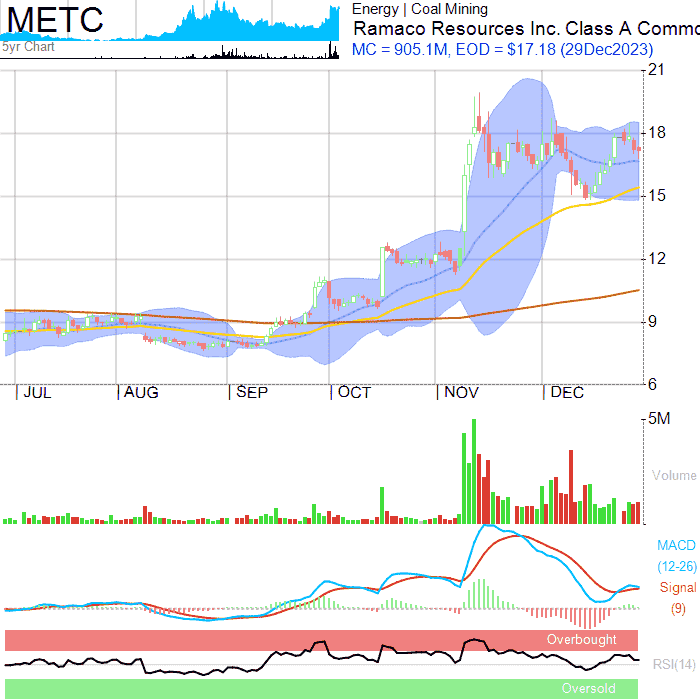 METC
5yr Chart
Energy | Coal Mining
Ramaco Resources Inc. Class A Commo
MC = 905.1M, EOD = $17.18 (29Dec2023)
21
18
15
12
9
6
JUL AUG SEP OCT NOV DEC
5M
Volume
MACD
(12-26)
Signal
(9)
Overbought
RSI(14)
Oversold